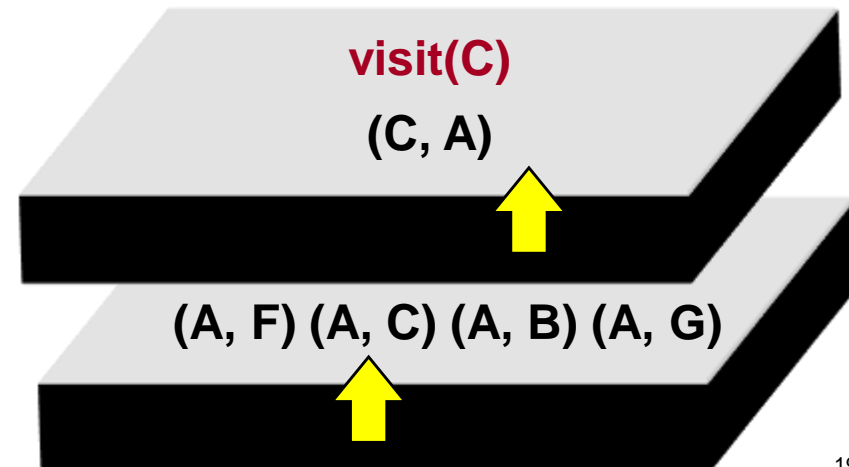 visit(C)
(C, A)
(A, F) (A, C) (A, B) (A, G)